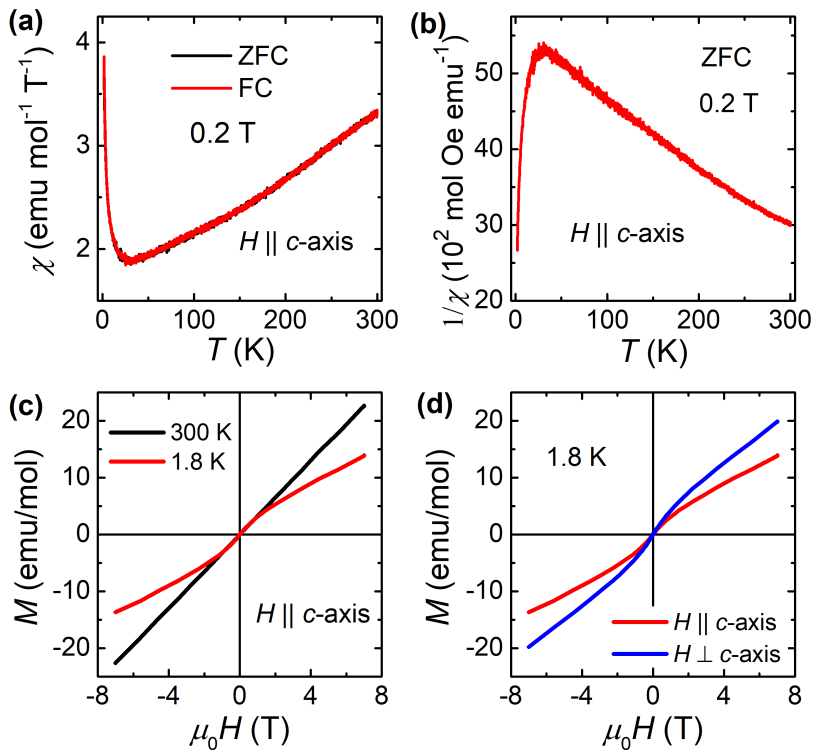 (a)
ZFC
FC
0.2 T
H || c-axis
χ (emu mol⁻¹ T⁻¹)
4
3
2
0 100 200 300
T (K)
(b)
ZFC
0.2 T
H || c-axis
1/χ (10² mol Oe emu⁻¹)
50
40
30
20
0 100 200 300
T (K)
(c)
300 K
1.8 K
H || c-axis
M (emu/mol)
20
10
0
-10
-20
-8 -4 0 4 8
μ₀H (T)
(d)
1.8 K
H || c-axis
H ⊥ c-axis
M (emu/mol)
20
10
0
-10
-20
-8 -4 0 4 8
μ₀H (T)